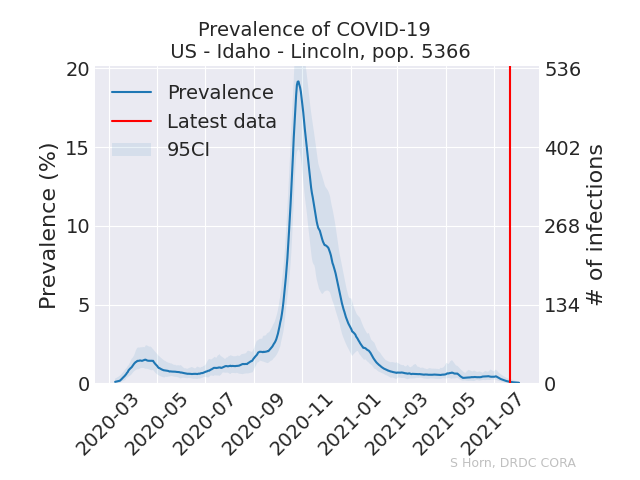 Prevalence of COVID-19
US - Idaho - Lincoln, pop. 5366
Prevalence
Latest data
95CI
Prevalence (%)
20
15
10
5
0
# of infections
536
402
268
134
0
2020-03
2020-05
2020-07
2020-09
2020-11
2021-01
2021-03
2021-05
2021-07
S Horn, DRDC CORA